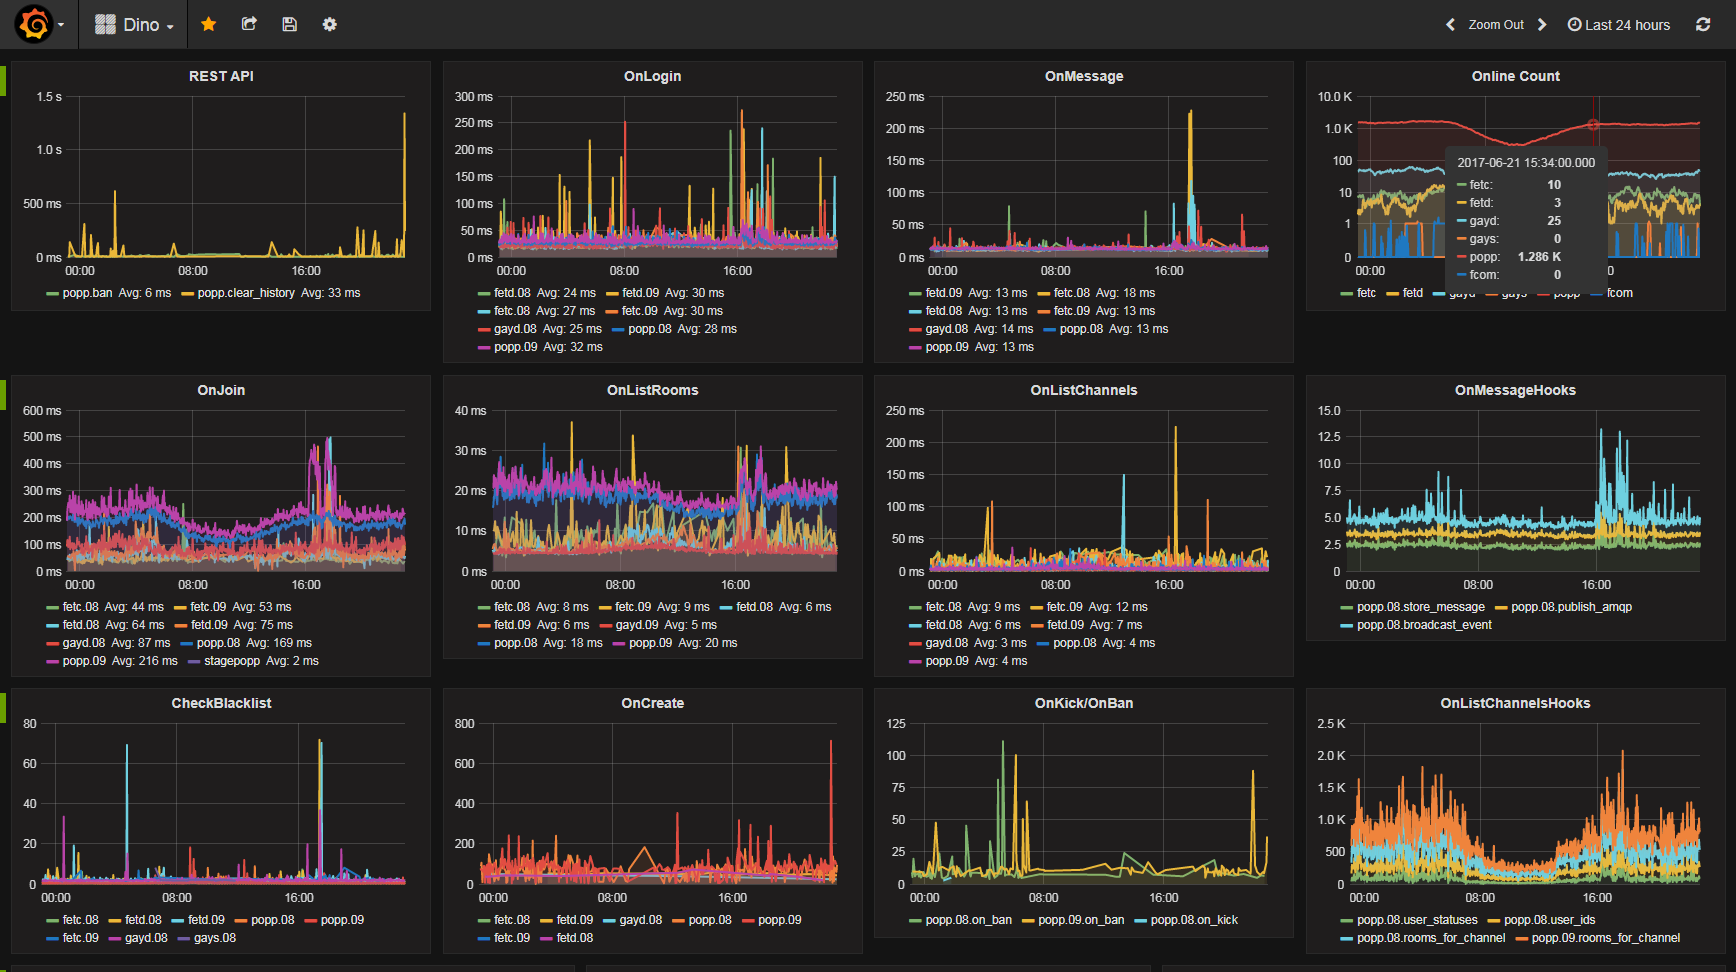 Dino
Zoom Out
Last 24 hours
REST API
1.5 s
1.0 s
500 ms
0 ms
00:00 08:00 16:00
popp.ban Avg: 6 ms popp.clear_history Avg: 33 ms
OnLogin
300 ms
250 ms
200 ms
150 ms
100 ms
50 ms
0 ms
00:00 08:00 16:00
fetd.08 Avg: 24 ms fetd.09 Avg: 30 ms
fetc.08 Avg: 27 ms fetc.09 Avg: 30 ms
gayd.08 Avg: 25 ms popp.08 Avg: 28 ms
popp.09 Avg: 32 ms
OnMessage
250 ms
200 ms
150 ms
100 ms
50 ms
0 ms
00:00 08:00 16:00
fetd.09 Avg: 13 ms fetc.08 Avg: 18 ms
fetd.08 Avg: 13 ms fetc.09 Avg: 13 ms
gayd.08 Avg: 14 ms popp.08 Avg: 13 ms
popp.09 Avg: 13 ms
Online Count
10.0 K
1.0 K
100
10
1
0
00:00
2017-06-21 15:34:00.000
fetc: 10
fetd: 3
gayd: 25
gays: 0
popp: 1.286 K
fcom: 0
fetc fetd gayd gays popp fcom
OnJoin
600 ms
500 ms
400 ms
300 ms
200 ms
100 ms
0 ms
00:00 08:00 16:00
fetc.08 Avg: 44 ms fetc.09 Avg: 53 ms
fetd.08 Avg: 64 ms fetd.09 Avg: 75 ms
gayd.08 Avg: 87 ms popp.08 Avg: 169 ms
popp.09 Avg: 216 ms stagepopp Avg: 2 ms
OnListRooms
40 ms
30 ms
20 ms
10 ms
0 ms
00:00 08:00 16:00
fetc.08 Avg: 8 ms fetc.09 Avg: 9 ms fetd.08 Avg: 6 ms
fetd.09 Avg: 6 ms gayd.09 Avg: 5 ms
popp.08 Avg: 18 ms popp.09 Avg: 20 ms
OnListChannels
250 ms
200 ms
150 ms
100 ms
50 ms
0 ms
00:00 08:00 16:00
fetc.08 Avg: 9 ms fetc.09 Avg: 12 ms
fetd.08 Avg: 6 ms fetd.09 Avg: 7 ms
gayd.08 Avg: 3 ms popp.08 Avg: 4 ms
popp.09 Avg: 4 ms
OnMessageHooks
15.0
12.5
10.0
7.5
5.0
2.5
0
00:00 08:00 16:00
popp.08.store_message popp.08.publish_amqp
popp.08.broadcast_event
CheckBlacklist
80
60
40
20
0
00:00 08:00 16:00
fetc.08 fetd.08 fetd.09 popp.08 popp.09
fetc.09 gayd.08 gays.08
OnCreate
800
600
400
200
0
00:00 08:00 16:00
fetc.08 fetd.09 gayd.08 popp.08 popp.09
fetc.09 fetd.08
OnKick/OnBan
125
100
75
50
25
0
00:00 08:00 16:00
popp.08.on_ban popp.09.on_ban popp.08.on_kick
OnListChannelsHooks
2.5 K
2.0 K
1.5 K
1.0 K
500
0
00:00 08:00 16:00
popp.08.user_statuses popp.08.user_ids
popp.08.rooms_for_channel popp.09.rooms_for_channel